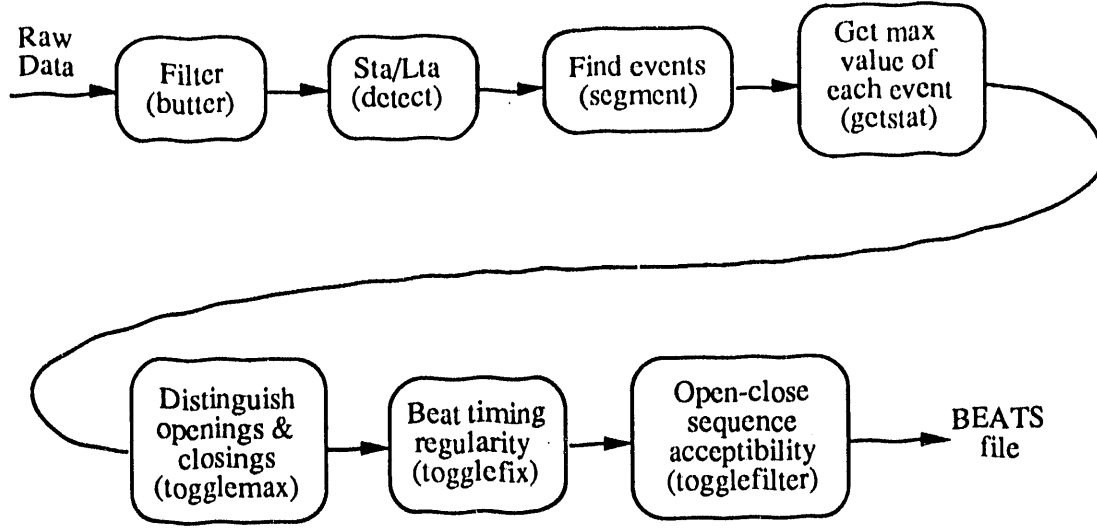 Raw
Data
Filter
(butter)
Sta/Lta
(detect)
Find events
(segment)
Get max
value of
each event
(getstat)
Distinguish
openings &
closings
(togglemax)
Beat timing
regularity
(togglefix)
Open-close
sequence
acceptibility
(togglefilter)
BEATS
file